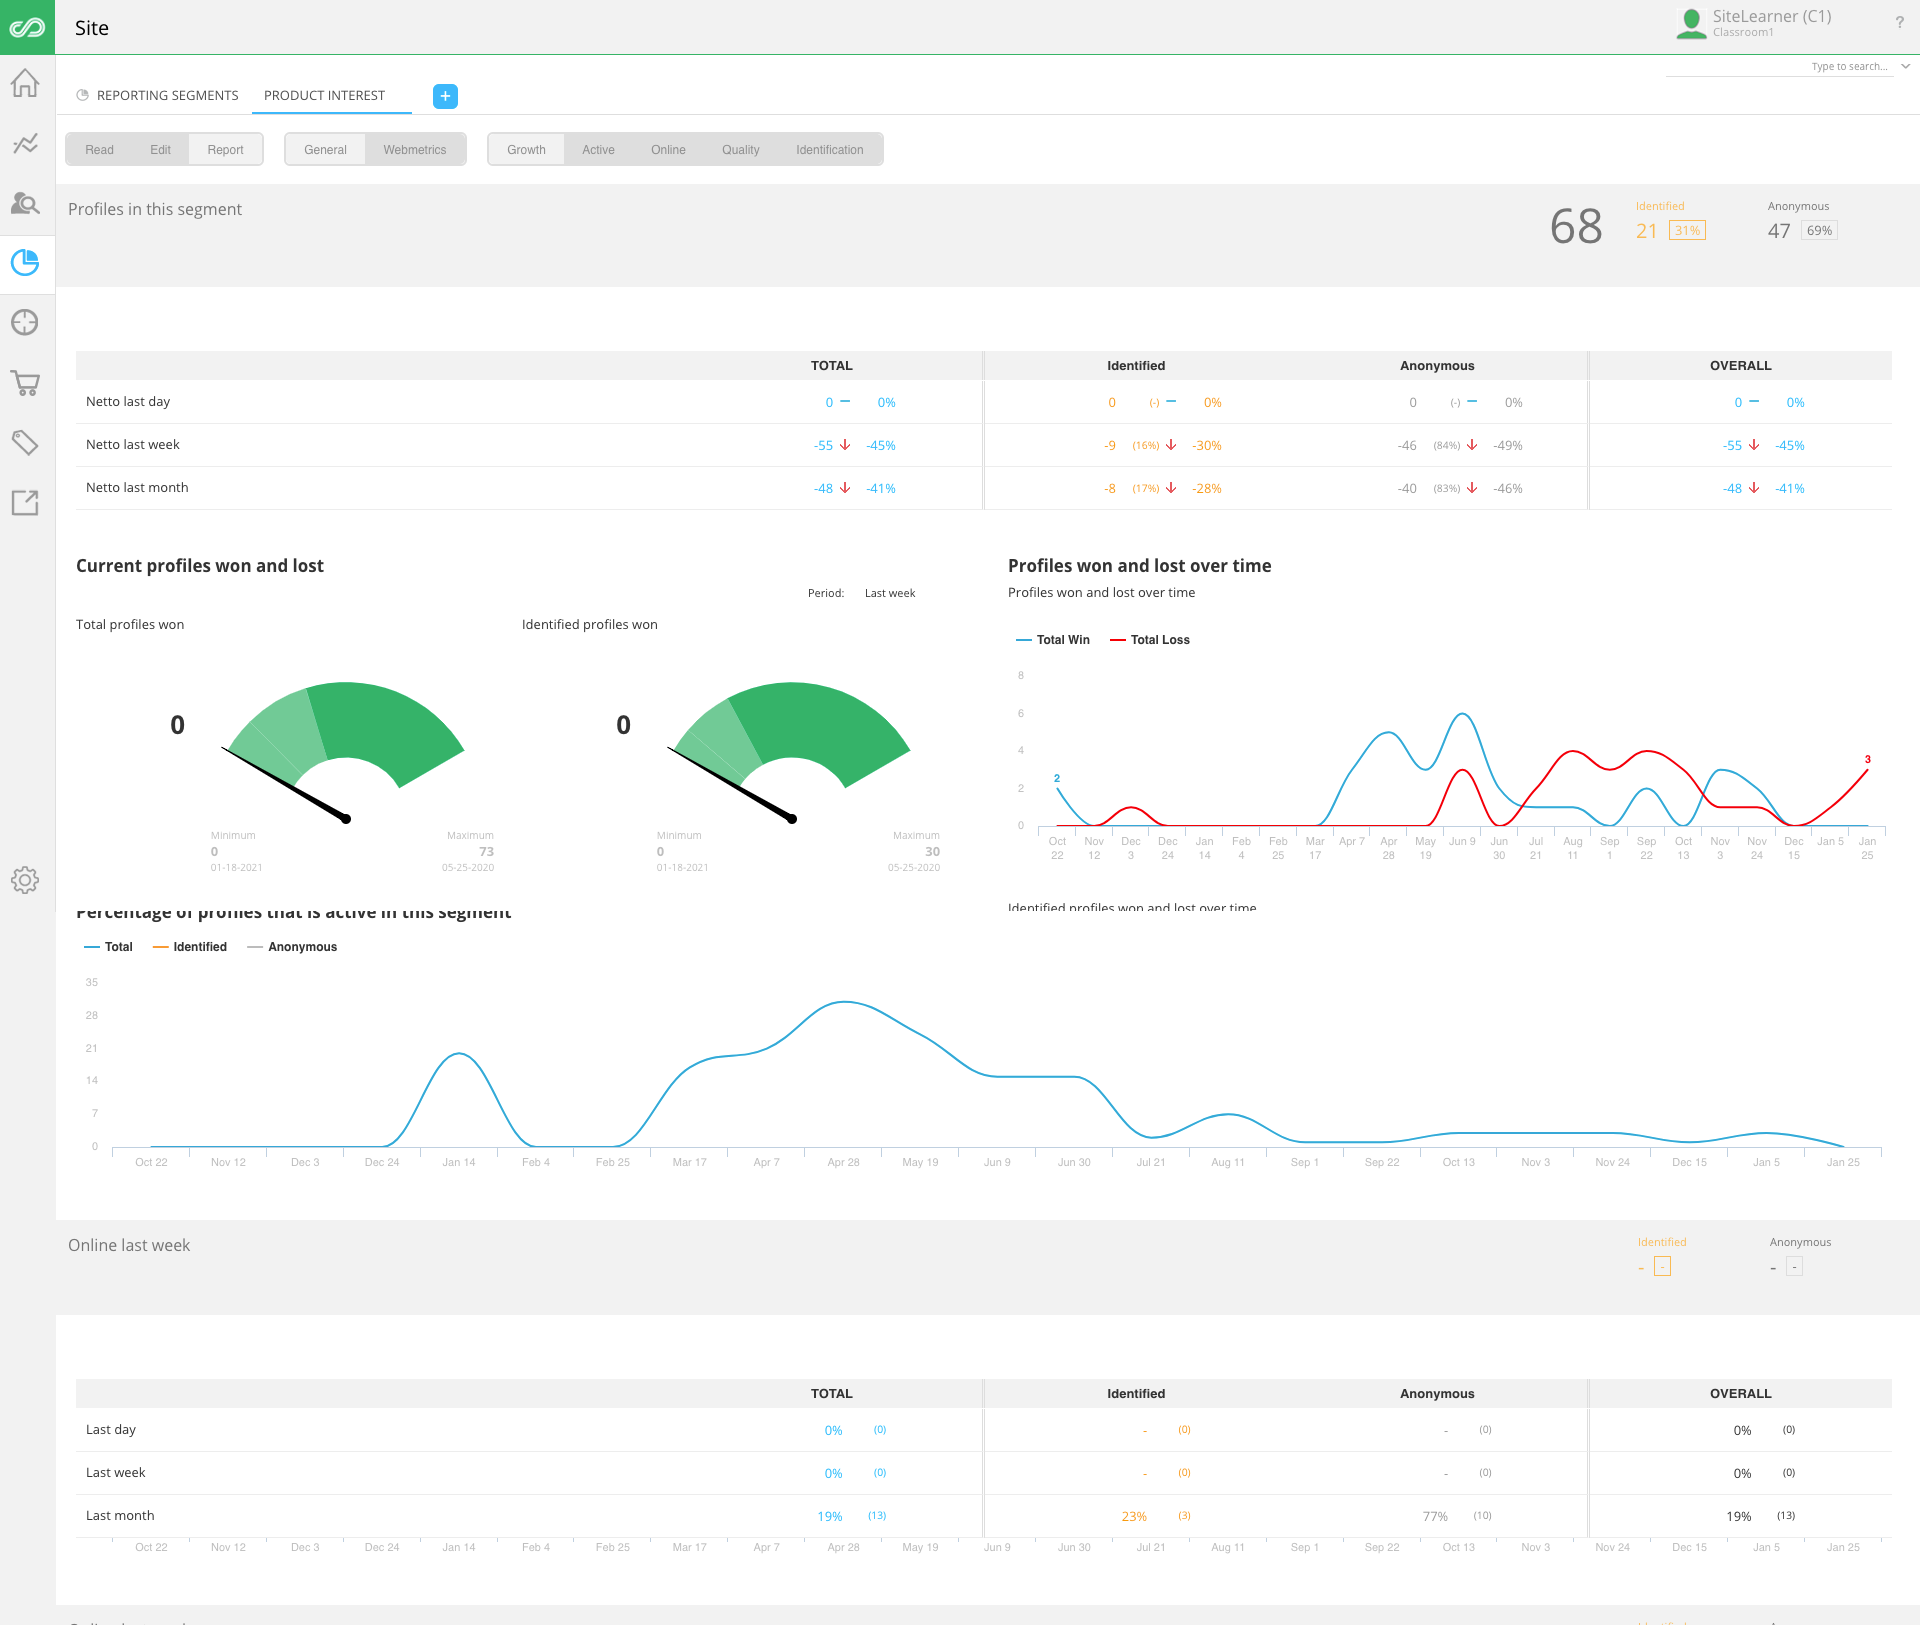 Site
SiteLearner (C1)
Classroom1
?
Type to search...
REPORTING SEGMENTS PRODUCT INTEREST +
Read Edit Report General Webmetrics Growth Active Online Quality Identification
Profiles in this segment
68
Identified
21 31%
Anonymous
47 69%
TOTAL Identified Anonymous OVERALL
Netto last day 0 0% 0 (-) 0% 0 (-) 0% 0 0%
Netto last week -55 -45% -9 (16%) -30% -46 (84%) -49% -55 -45%
Netto last month -48 -41% -8 (17%) -28% -40 (83%) -46% -48 -41%
Current profiles won and lost
Period: Last week
Total profiles won
0
Minimum Maximum
0 73
01-18-2021 05-25-2020
Identified profiles won
0
Minimum Maximum
0 30
01-18-2021 05-25-2020
Profiles won and lost over time
Profiles won and lost over time
Total Win Total Loss
8
6
4
2
0
2
3
Oct 22 Nov 12 Dec 3 Dec 24 Jan 14 Feb 4 Feb 25 Mar 17 Apr 7 Apr 28 May 19 Jun 9 Jun 30 Jul 21 Aug 11 Sep 1 Sep 22 Oct 13 Nov 3 Nov 24 Dec 15 Jan 5 Jan 25
Identified profiles won and lost over time
Percentage of profiles that is active in this segment
Total Identified Anonymous
35
28
21
14
7
0
Oct 22 Nov 12 Dec 3 Dec 24 Jan 14 Feb 4 Feb 25 Mar 17 Apr 7 Apr 28 May 19 Jun 9 Jun 30 Jul 21 Aug 11 Sep 1 Sep 22 Oct 13 Nov 3 Nov 24 Dec 15 Jan 5 Jan 25
Online last week
Identified
- -
Anonymous
- -
TOTAL Identified Anonymous OVERALL
Last day 0% (0) - (0) - (0) 0% (0)
Last week 0% (0) - (0) - (0) 0% (0)
Last month 19% (13) 23% (3) 77% (10) 19% (13)
Oct 22 Nov 12 Dec 3 Dec 24 Jan 14 Feb 4 Feb 25 Mar 17 Apr 7 Apr 28 May 19 Jun 9 Jun 30 Jul 21 Aug 11 Sep 1 Sep 22 Oct 13 Nov 3 Nov 24 Dec 15 Jan 5 Jan 25